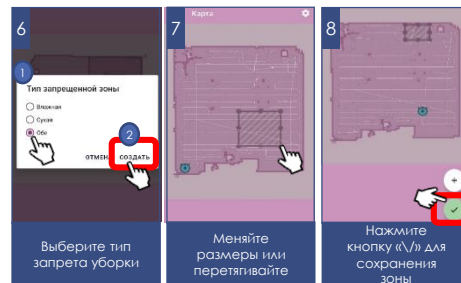 6
1
Тип запрещенной зоны
Влажная
Сухая
Обе
2
ОТМЕН СОЗДАТЬ
Выберите тип
запрета уборки
7
Карта
Меняйте
размеры или
перетягивайте
8
Нажмите
кнопку «\/» для
сохранения
зоны